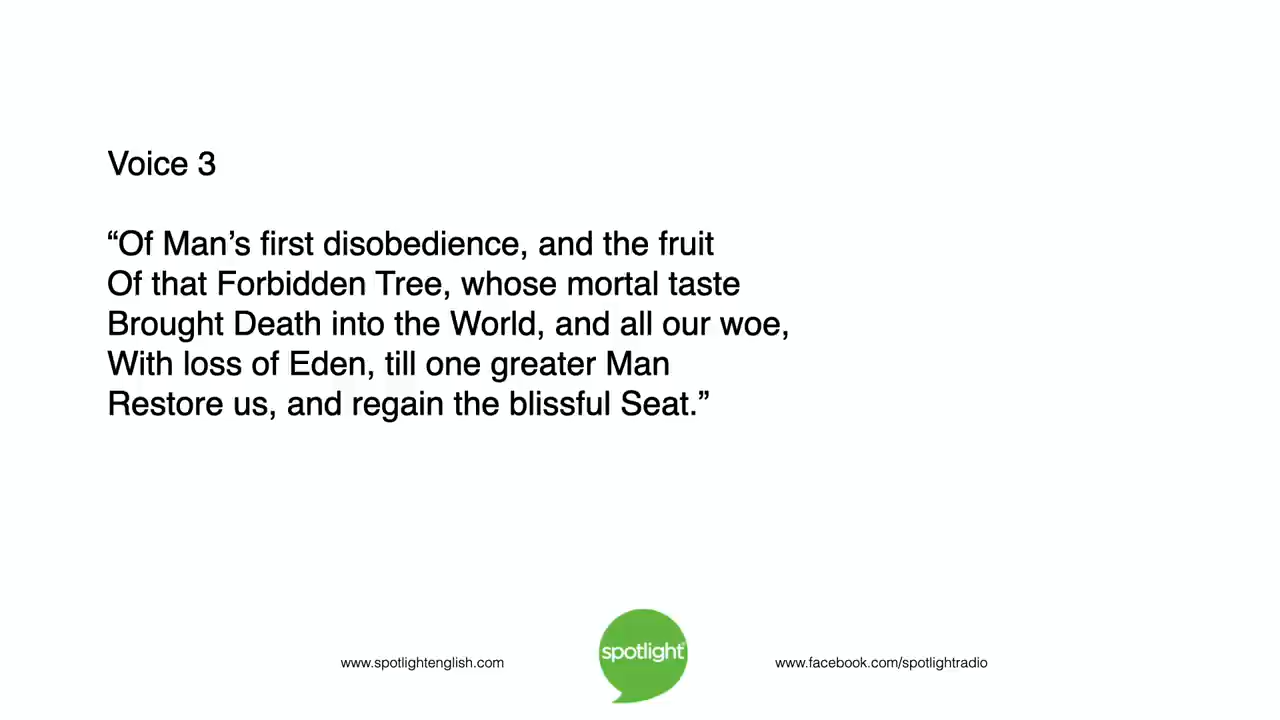 Voice 3
“Of Man’s first disobedience, and the fruit
Of that Forbidden Tree, whose mortal taste
Brought Death into the World, and all our woe,
With loss of Eden, till one greater Man
Restore us, and regain the blissful Seat.”
www.spotlightenglish.com
spotlight®
www.facebook.com/spotlightradio